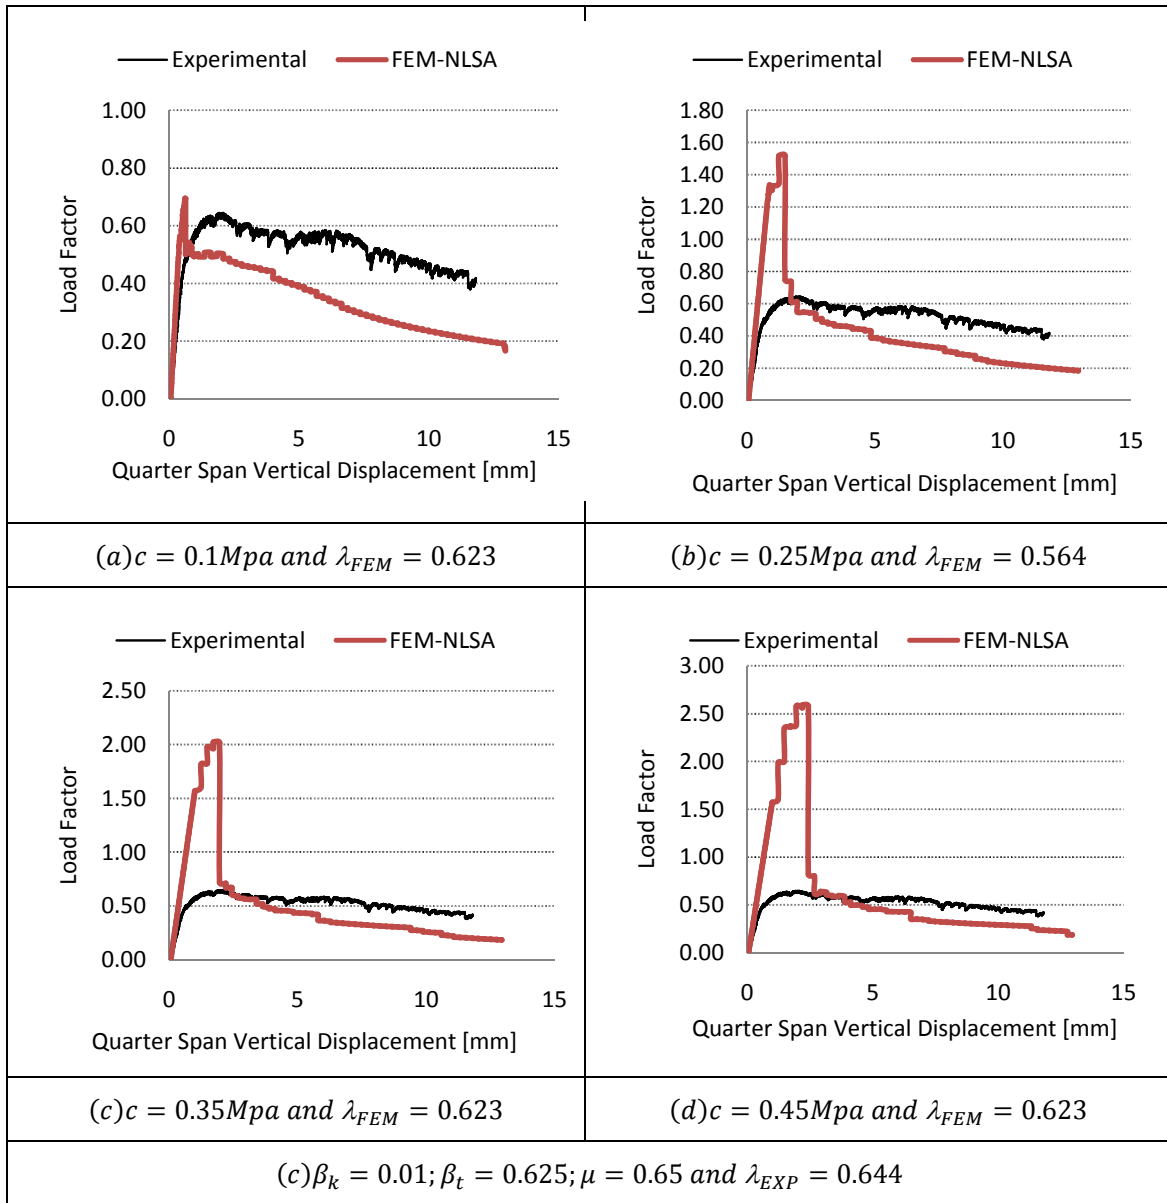 Experimental FEM-NLSA
1.00
0.80
0.60
0.40
0.20
0.00
Load Factor
0 5 10 15
Quarter Span Vertical Displacement [mm]
(a)c = 0.1Mpa and λFEM = 0.623
Experimental FEM-NLSA
1.80
1.60
1.40
1.20
1.00
0.80
0.60
0.40
0.20
0.00
Load Factor
0 5 10 15
Quarter Span Vertical Displacement [mm]
(b)c = 0.25Mpa and λFEM = 0.564
Experimental FEM-NLSA
2.50
2.00
1.50
1.00
0.50
0.00
Load Factor
0 5 10 15
Quarter Span Vertical Displacement [mm]
(c)c = 0.35Mpa and λFEM = 0.623
Experimental FEM-NLSA
3.00
2.50
2.00
1.50
1.00
0.50
0.00
Load Factor
0 5 10 15
Quarter Span Vertical Displacement [mm]
(d)c = 0.45Mpa and λFEM = 0.623
(c)βk = 0.01; βt = 0.625; μ = 0.65 and λEXP = 0.644